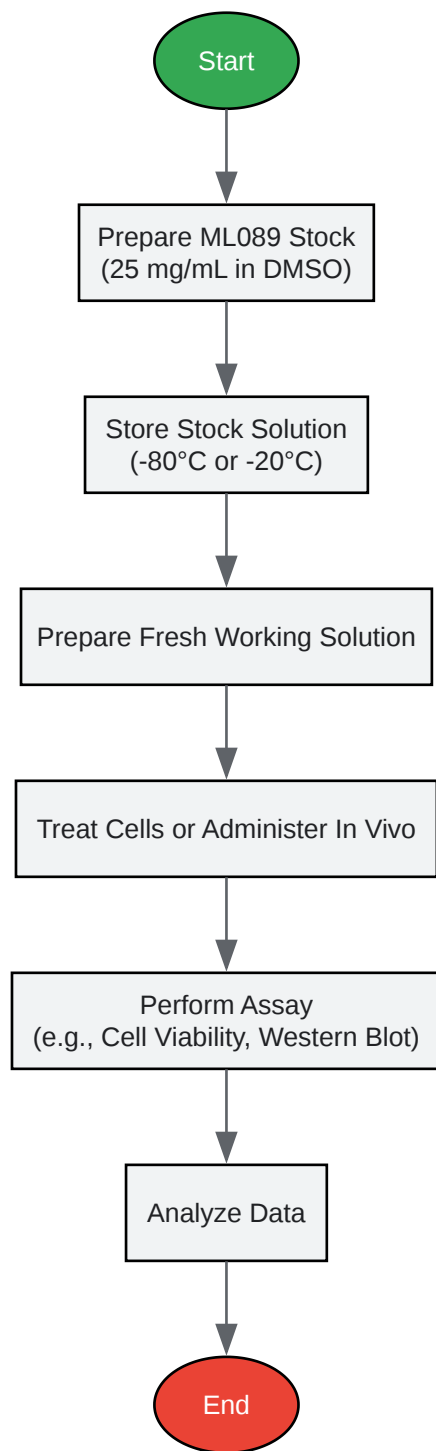 Start
Prepare ML089 Stock
(25 mg/mL in DMSO)
Store Stock Solution
(-80°C or -20°C)
Prepare Fresh Working Solution
Treat Cells or Administer In Vivo
Perform Assay
(e.g., Cell Viability, Western Blot)
Analyze Data
End